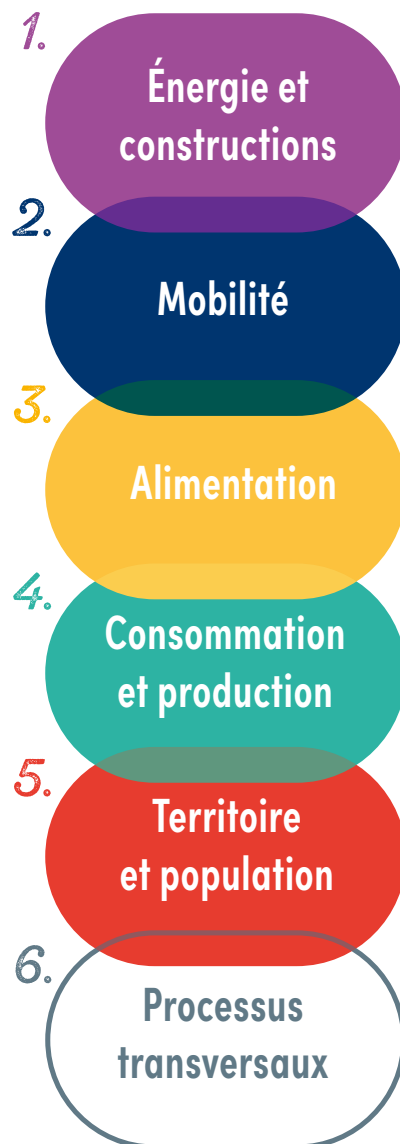 1.
Énergie et
constructions
2.
Mobilité
3.
Alimentation
4.
Consommation
et production
5.
Territoire
et population
6.
Processus
transversaux